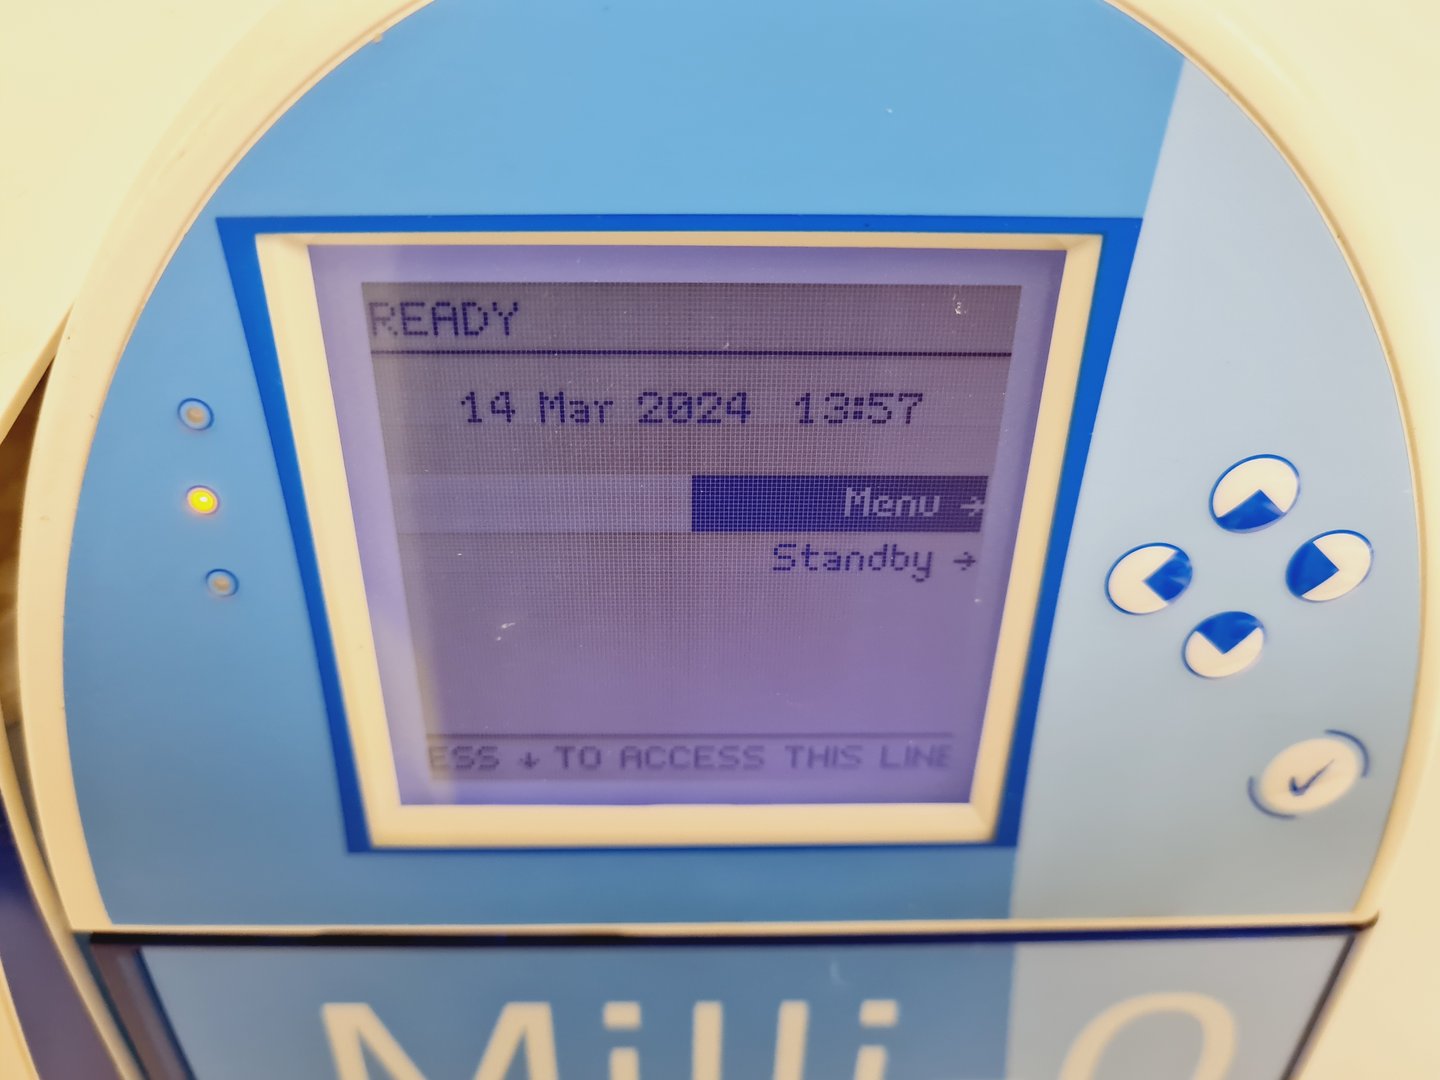 READY
14 Mar 2024 13:57
Menu →
Standby →
ESS ↓ TO ACCESS THIS LINE
Milli Q